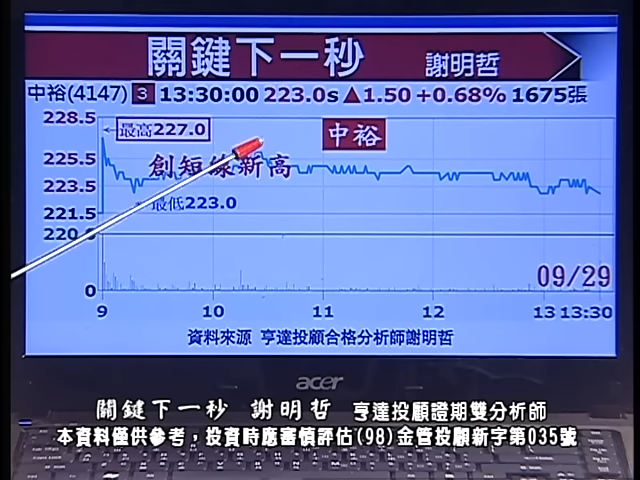 關鍵下一秒 謝明哲
中裕(4147) 3 13:30:00 223.0s ▲1.50 +0.68% 1675張
228.5
最高227.0
中裕
225.5
創短線新高
223.5
最低223.0
221.5
220.
09/29
0
9 10 11 12 13 13:30
資料來源 亨達投顧合格分析師謝明哲
acer
關鍵下一秒 謝明哲 亨達投顧證期雙分析師
本資料僅供參考，投資時應審慎評估(98)金管投顧新字第035號